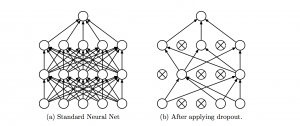 (a) Standard Neural Net
(b) After applying dropout.